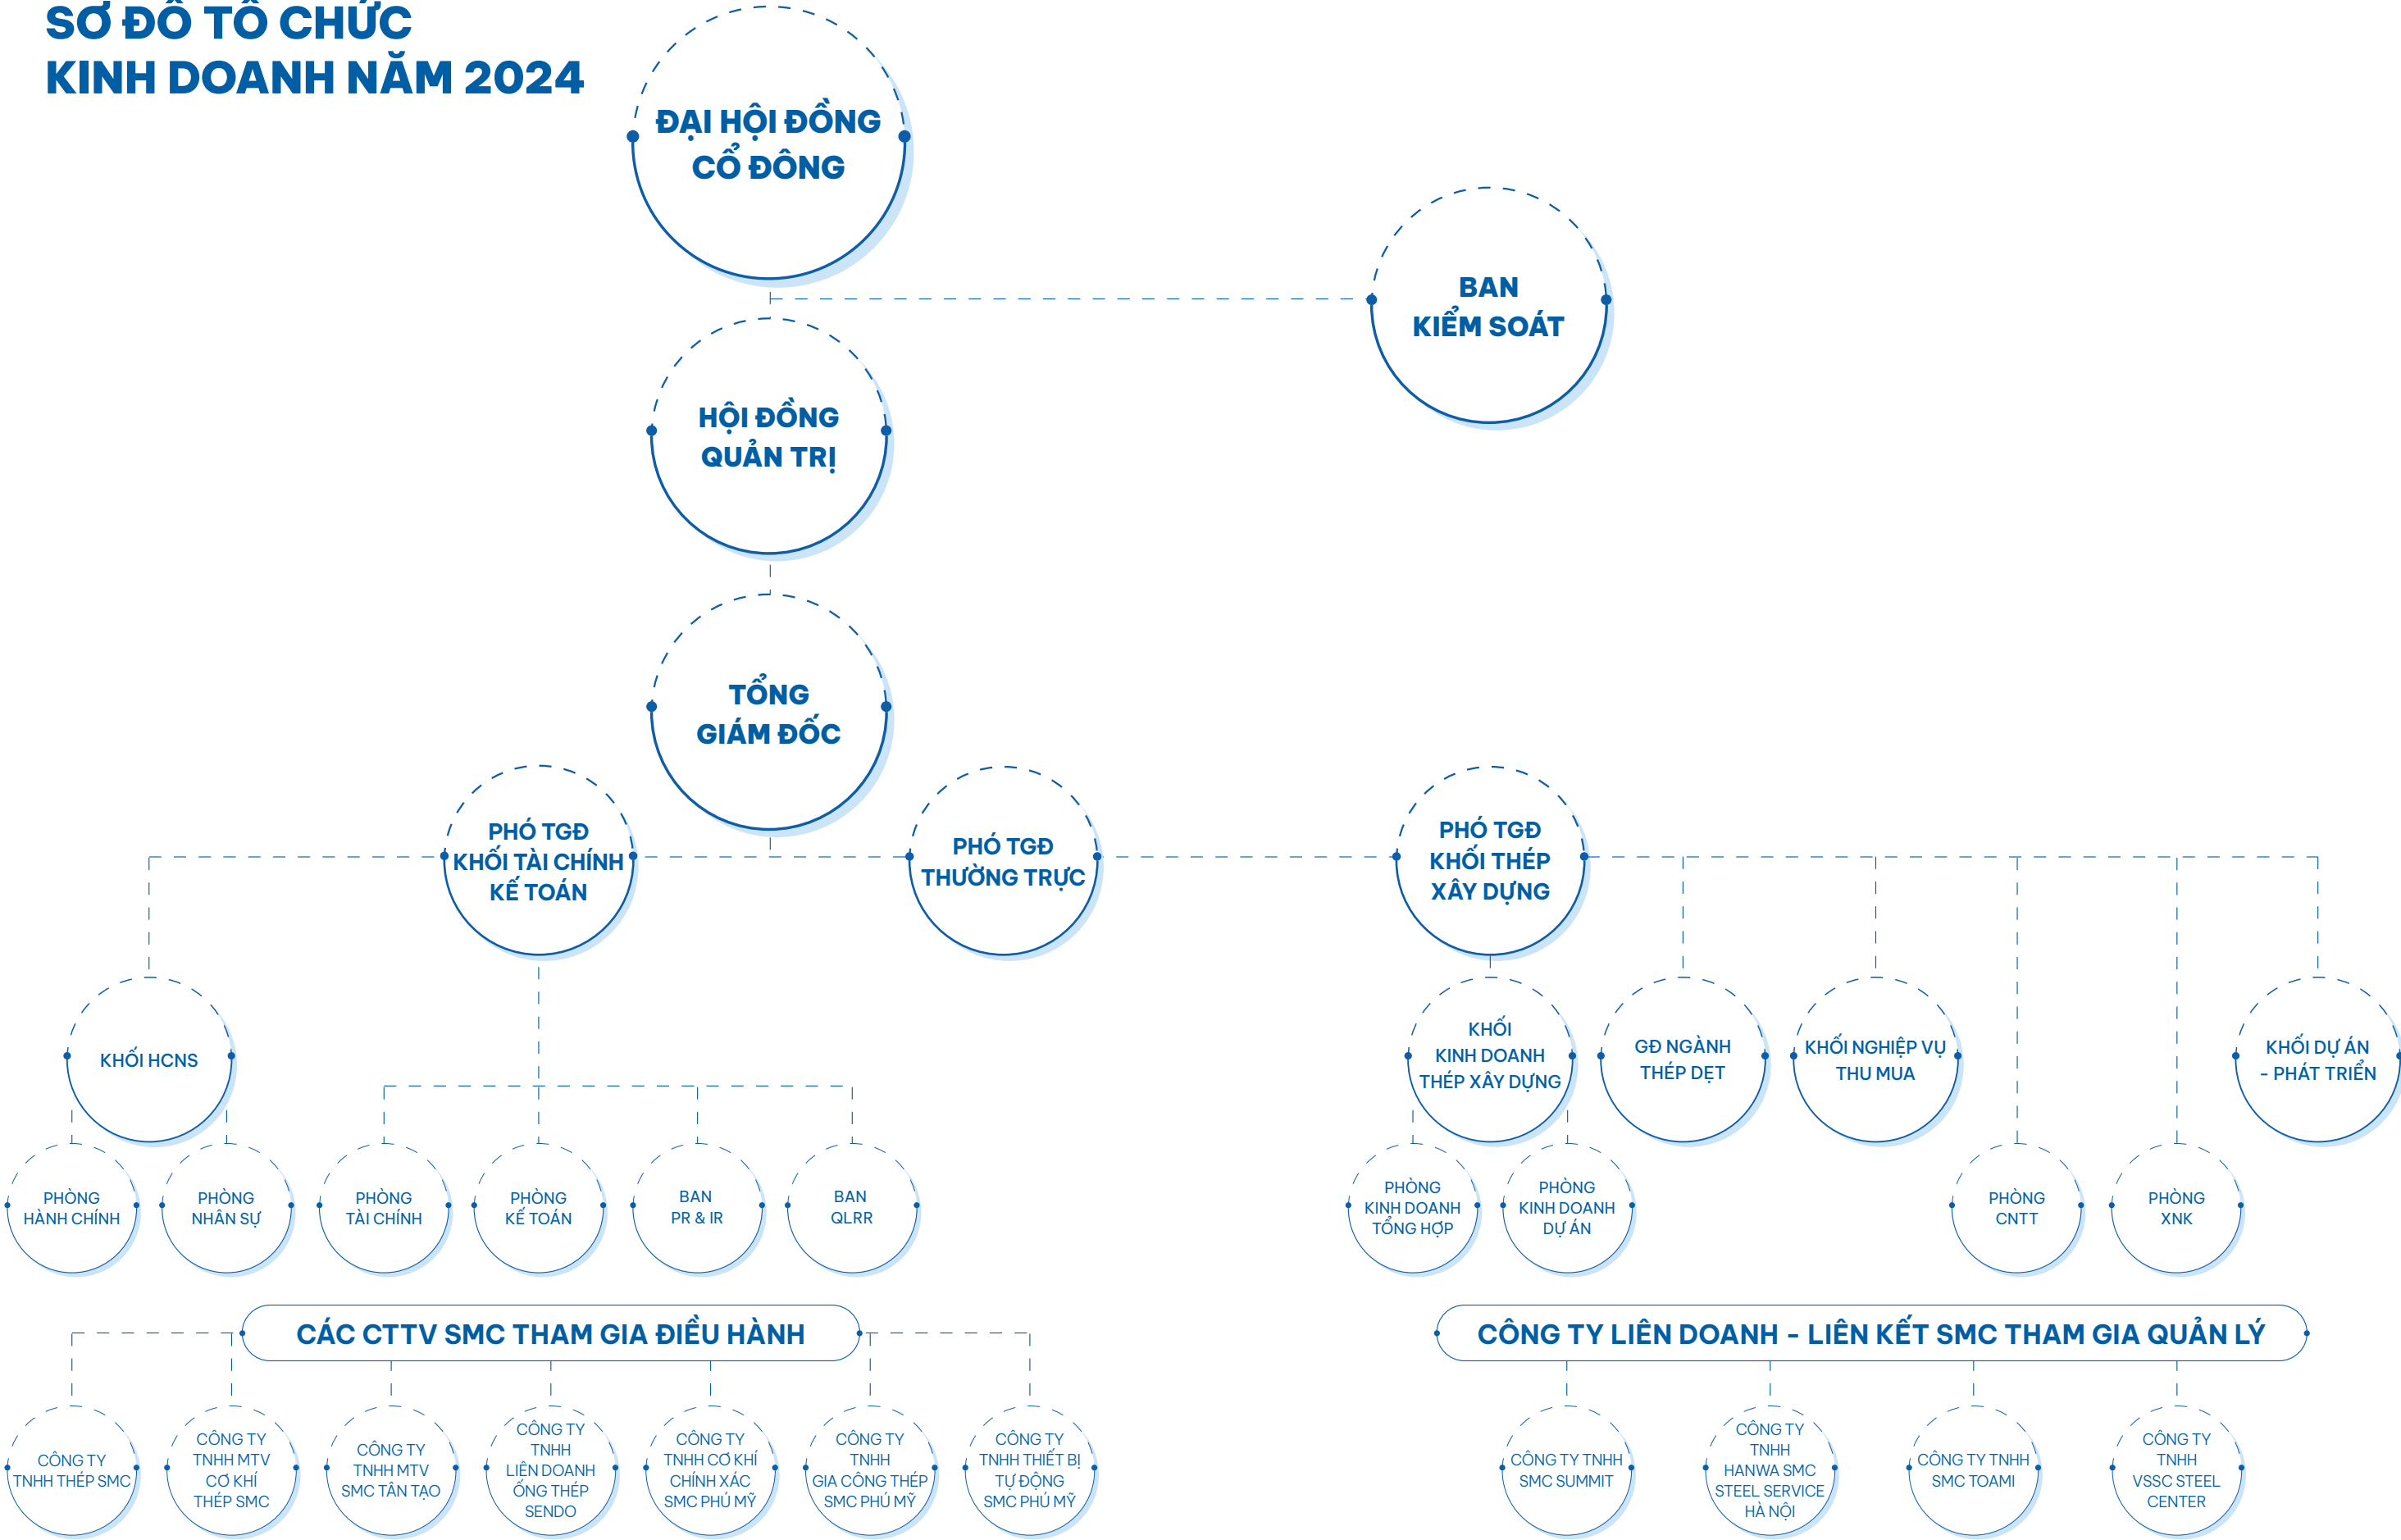 SƠ ĐỒ TỔ CHỨC
KINH DOANH NĂM 2024
ĐẠI HỘI ĐỒNG
CỔ ĐÔNG
BAN
KIỂM SOÁT
HỘI ĐỒNG
QUẢN TRỊ
TỔNG
GIÁM ĐỐC
PHÓ TGĐ
KHỐI TÀI CHÍNH
KẾ TOÁN
PHÓ TGĐ
THƯỜNG TRỰC
PHÓ TGĐ
KHỐI THÉP
XÂY DỰNG
KHỐI HCNS
KHỐI
KINH DOANH
THÉP XÂY DỰNG
GĐ NGÀNH
THÉP DẸT
KHỐI NGHIỆP VỤ
THU MUA
KHỐI DỰ ÁN
- PHÁT TRIỂN
PHÒNG
HÀNH CHÍNH
PHÒNG
NHÂN SỰ
PHÒNG
TÀI CHÍNH
PHÒNG
KẾ TOÁN
BAN
PR & IR
BAN
QLRR
PHÒNG
KINH DOANH
TỔNG HỢP
PHÒNG
KINH DOANH
DỰ ÁN
PHÒNG
CNTT
PHÒNG
XNK
CÁC CTTV SMC THAM GIA ĐIỀU HÀNH
CÔNG TY LIÊN DOANH - LIÊN KẾT SMC THAM GIA QUẢN LÝ
CÔNG TY
TNHH THÉP SMC
CÔNG TY
TNHH MTV
CƠ KHÍ
THÉP SMC
CÔNG TY
TNHH MTV
SMC TÂN TẠO
CÔNG TY
TNHH
LIÊN DOANH
ỐNG THÉP
SENDO
CÔNG TY
TNHH CƠ KHÍ
CHÍNH XÁC
SMC PHÚ MỸ
CÔNG TY
TNHH
GIA CÔNG THÉP
SMC PHÚ MỸ
CÔNG TY
TNHH THIẾT BỊ
TỰ ĐỘNG
SMC PHÚ MỸ
CÔNG TY TNHH
SMC SUMMIT
CÔNG TY
TNHH
HANWA SMC
STEEL SERVICE
HÀ NỘI
CÔNG TY TNHH
SMC TOAMI
CÔNG TY
TNHH
VSSC STEEL
CENTER